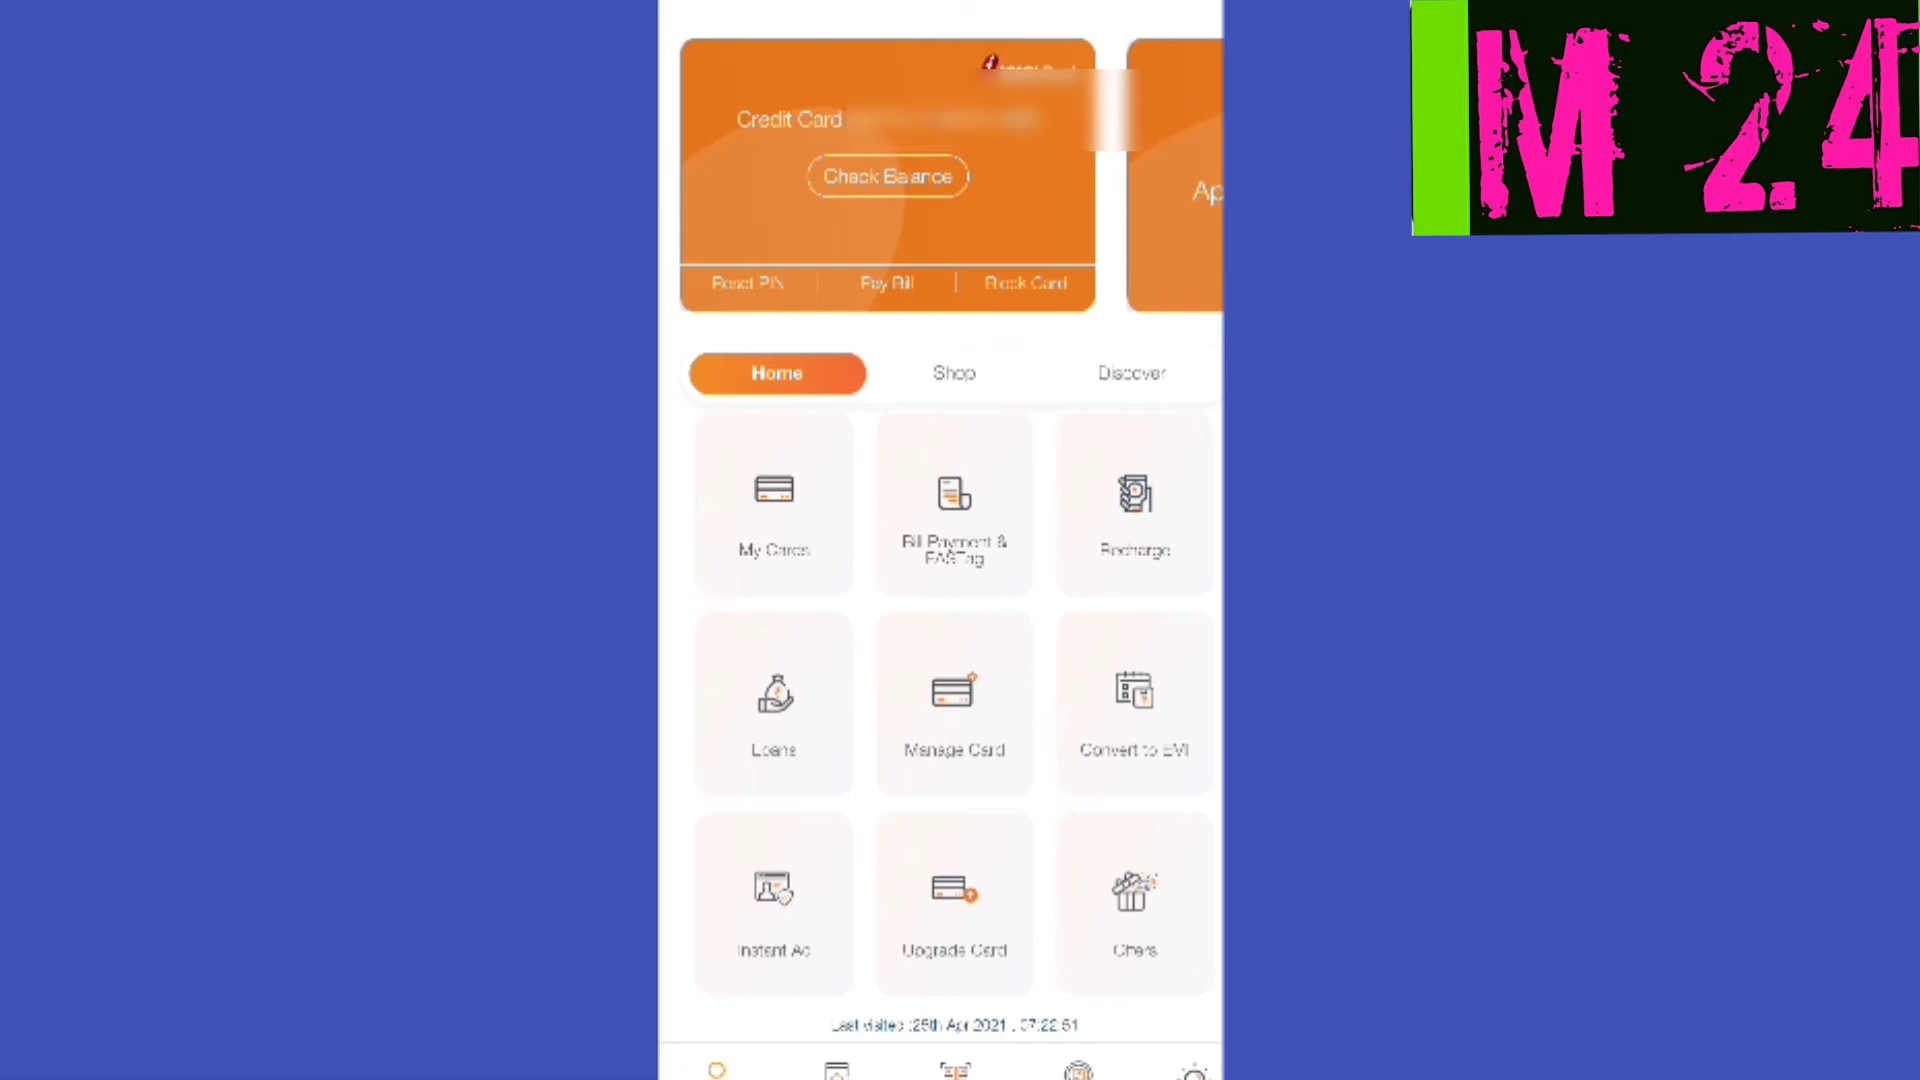 M 24
Credit Card
Check Balance
Ap
Reset PIN
Pay Bill
Block Card
Home
Shop
Discover
My Cards
Bill Payment &
FASTag
Recharge
Loans
Manage Card
Convert to EMI
Instant Ac
Upgrade Card
Offers
Last visited :25th Apr 2021 , 07:22:51